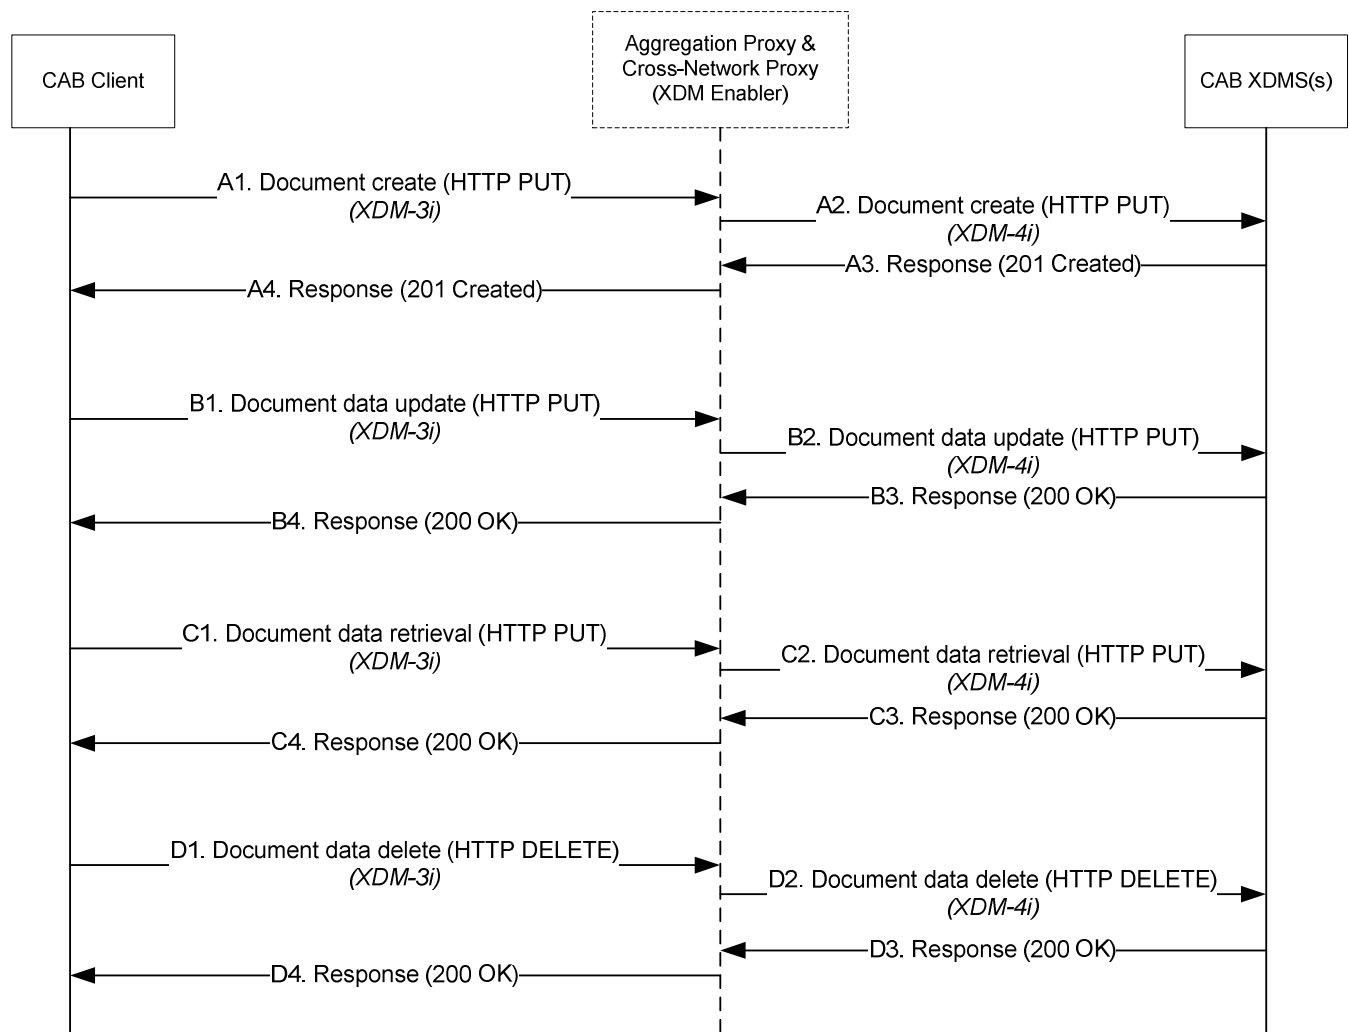 CAB Client
Aggregation Proxy &
Cross-Network Proxy
(XDM Enabler)
CAB XDMS(s)
A1. Document create (HTTP PUT)
(XDM-3i)
A2. Document create (HTTP PUT)
(XDM-4i)
A3. Response (201 Created)
A4. Response (201 Created)
B1. Document data update (HTTP PUT)
(XDM-3i)
B2. Document data update (HTTP PUT)
(XDM-4i)
B3. Response (200 OK)
B4. Response (200 OK)
C1. Document data retrieval (HTTP PUT)
(XDM-3i)
C2. Document data retrieval (HTTP PUT)
(XDM-4i)
C3. Response (200 OK)
C4. Response (200 OK)
D1. Document data delete (HTTP DELETE)
(XDM-3i)
D2. Document data delete (HTTP DELETE)
(XDM-4i)
D3. Response (200 OK)
D4. Response (200 OK)